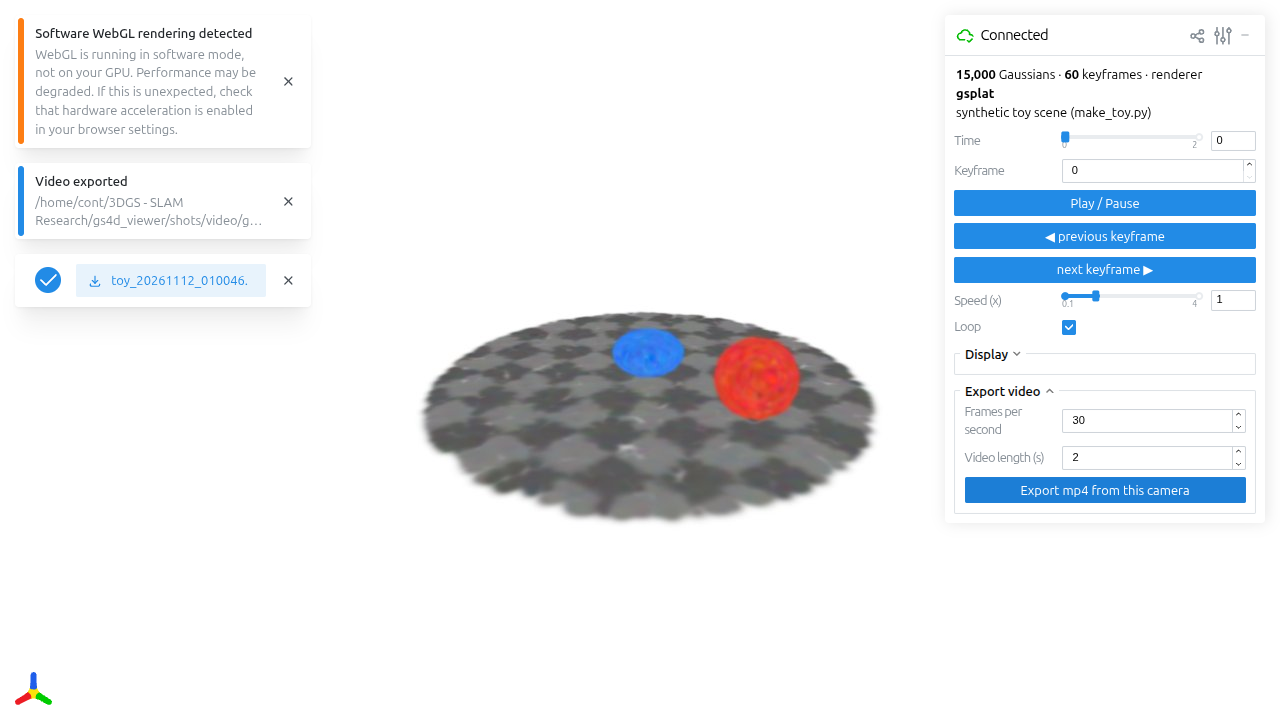 Software WebGL rendering detected
WebGL is running in software mode,
not on your GPU. Performance may be
degraded. If this is unexpected, check
that hardware acceleration is enabled
in your browser settings.
Video exported
/home/cont/3DGS - SLAM
Research/gs4d_viewer/shots/video/g…
toy_20261112_010046.
Connected
15,000 Gaussians · 60 keyframes · renderer
gsplat
synthetic toy scene (make_toy.py)
Time
0
2
0
Keyframe
0
Play / Pause
◀ previous keyframe
next keyframe ▶
Speed (x)
0.1
4
1
Loop
Display
Export video
Frames per
second
30
Video length (s)
2
Export mp4 from this camera